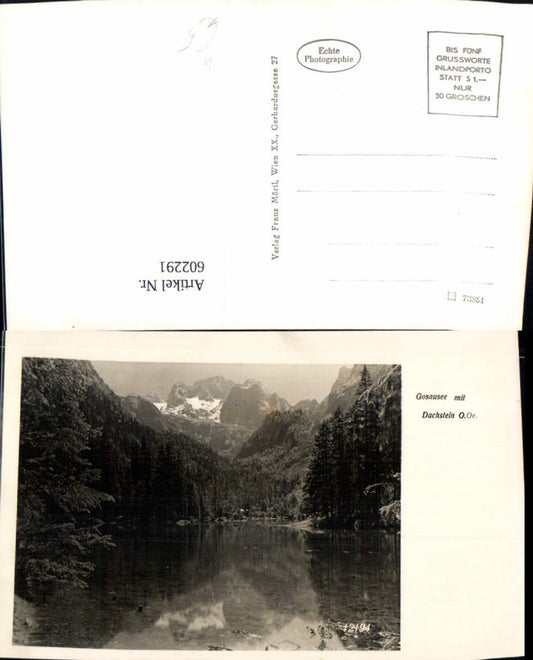 Echte
Photographie
BIS FÜNF
GRUSSWORTE
INLANDPORTO
STATT S 1.—
NUR
30 GROSCHEN
Verlag Franz Mörtl, Wien XX., Gerhardusgasse 27
Artikel Nr.
602291
Gosausee mit
Dachstein O.Oe.
12194